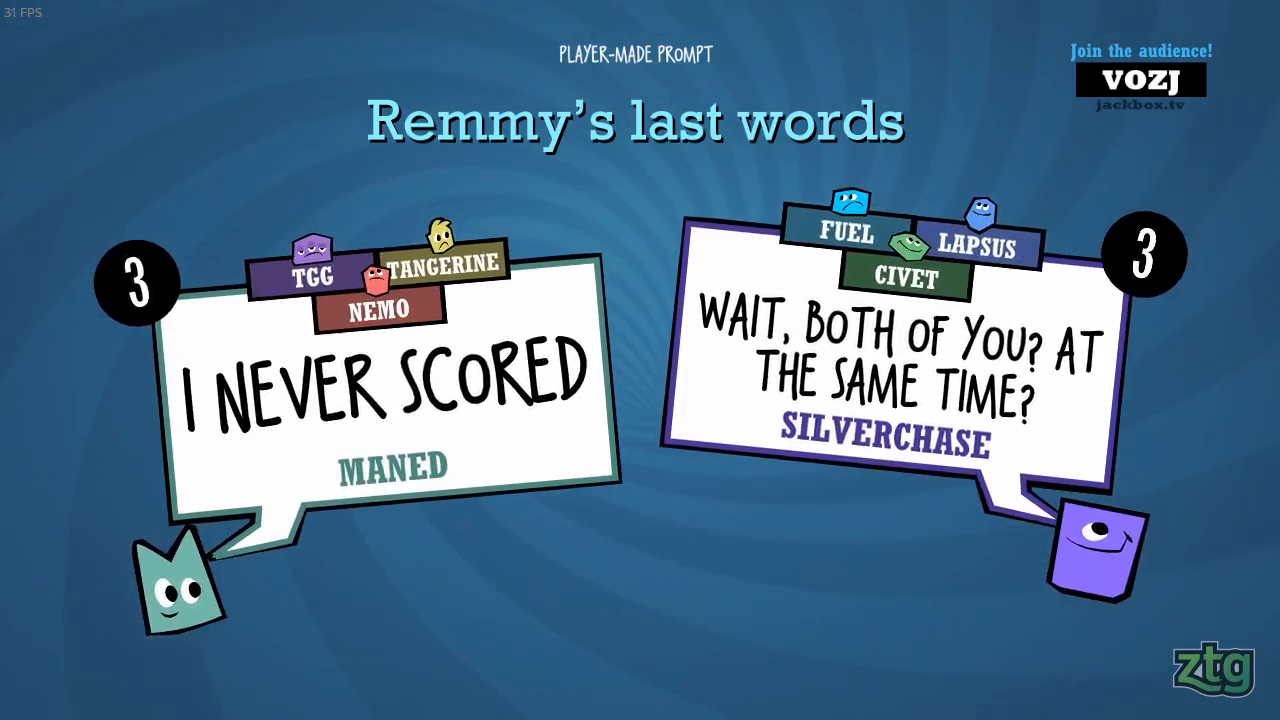 31 FPS
PLAYER-MADE PROMPT
Join the audience!
VOZJ
jackbox.tv
Remmy's last words
3
TGG
TANGERINE
NEMO
I NEVER SCORED
MANED
FUEL
LAPSUS
CIVET
3
WAIT, BOTH OF YOU? AT
THE SAME TIME?
SILVERCHASE
ztg